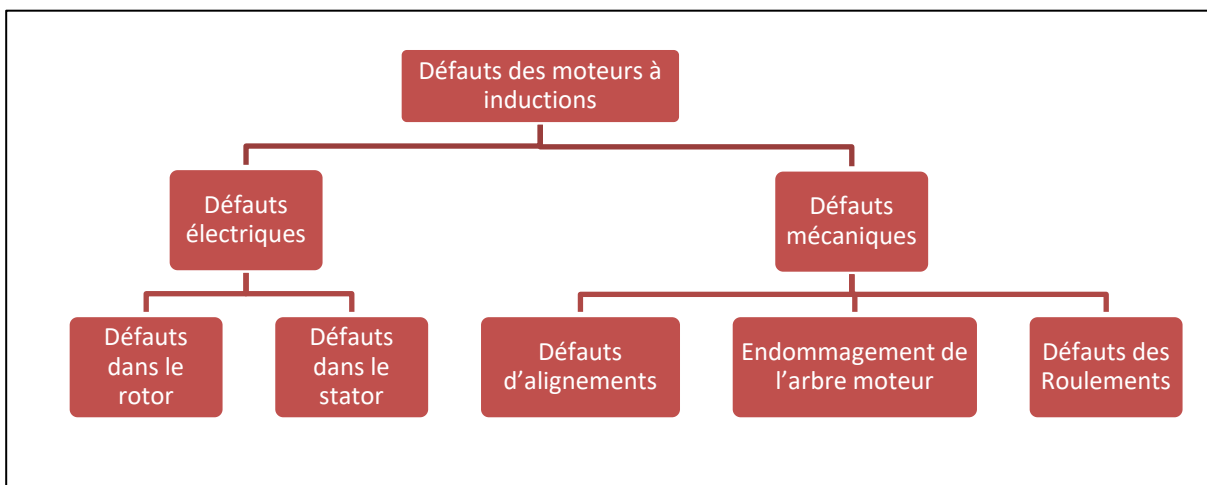 Défauts des moteurs à
inductions
Défauts
électriques
Défauts
mécaniques
Défauts
dans le
rotor
Défauts
dans le
stator
Défauts
d’alignements
Endommagement de
l’arbre moteur
Défauts des
Roulements